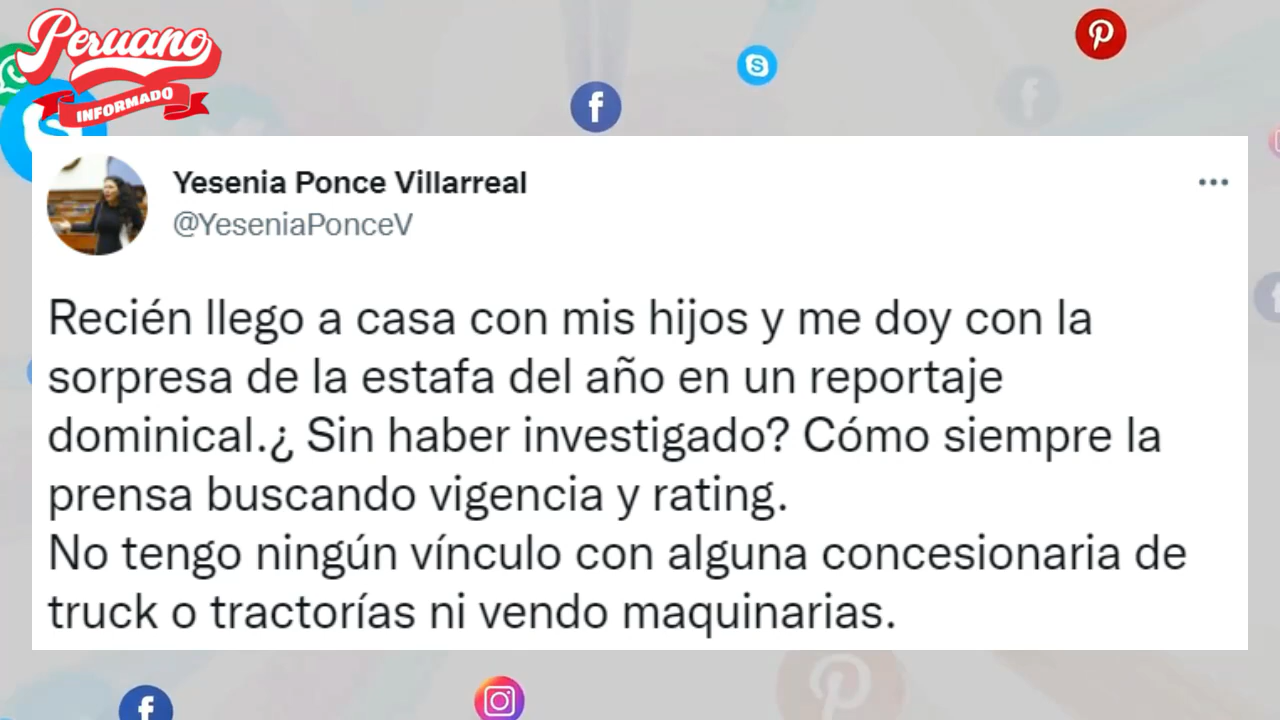 Peruano
INFORMADO
Yesenia Ponce Villarreal
@YeseniaPonceV
Recién llego a casa con mis hijos y me doy con la
sorpresa de la estafa del año en un reportaje
dominical.¿ Sin haber investigado? Cómo siempre la
prensa buscando vigencia y rating.
No tengo ningún vínculo con alguna concesionaria de
truck o tractorías ni vendo maquinarias.